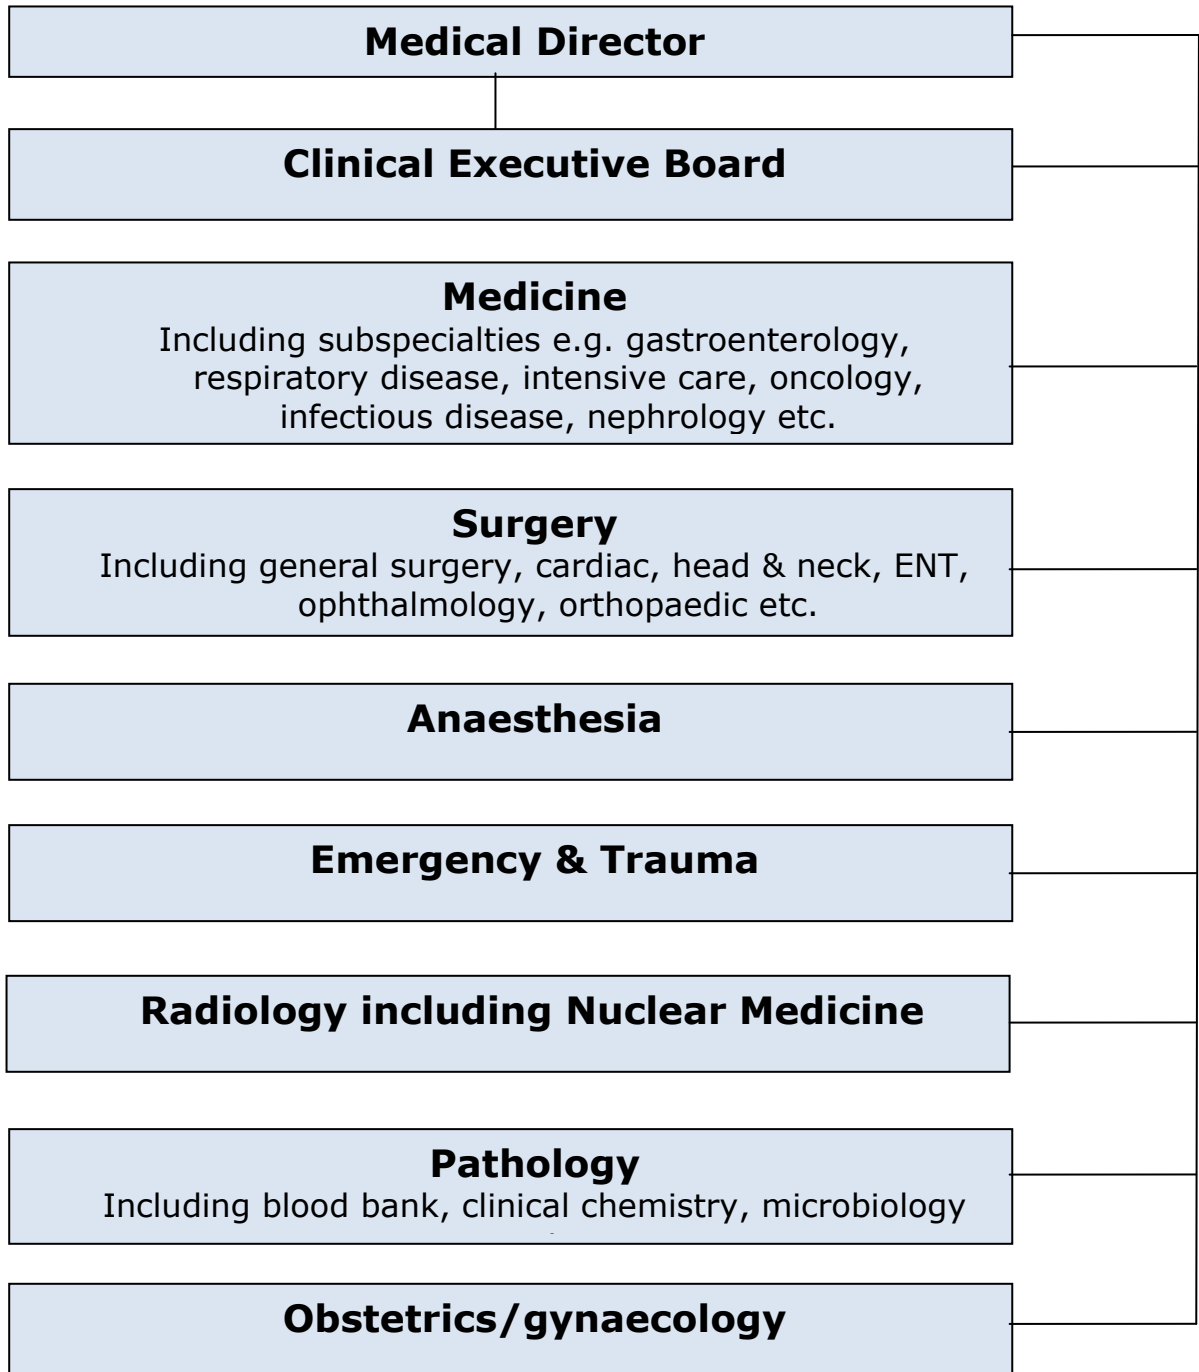 Medical Director
Clinical Executive Board
Medicine
Including subspecialties e.g. gastroenterology,
respiratory disease, intensive care, oncology,
infectious disease, nephrology etc.
Surgery
Including general surgery, cardiac, head & neck, ENT,
ophthalmology, orthopaedic etc.
Anaesthesia
Emergency & Trauma
Radiology including Nuclear Medicine
Pathology
Including blood bank, clinical chemistry, microbiology
Obstetrics/gynaecology